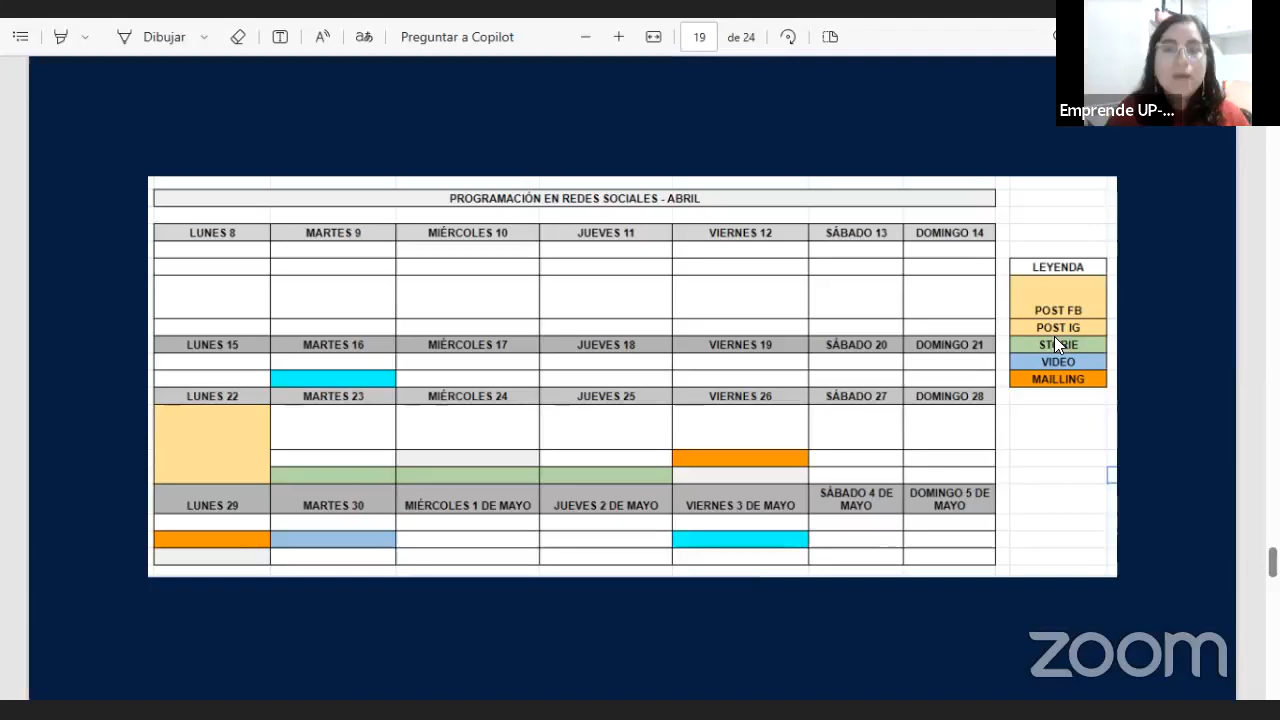 Dibujar
Preguntar a Copilot
19 de 24
Emprende UP-...
PROGRAMACIÓN EN REDES SOCIALES - ABRIL
LUNES 8 MARTES 9 MIÉRCOLES 10 JUEVES 11 VIERNES 12 SÁBADO 13 DOMINGO 14
LEYENDA
POST FB
POST IG
LUNES 15 MARTES 16 MIÉRCOLES 17 JUEVES 18 VIERNES 19 SÁBADO 20 DOMINGO 21
STORIE
VIDEO
MAILLING
LUNES 22 MARTES 23 MIÉRCOLES 24 JUEVES 25 VIERNES 26 SÁBADO 27 DOMINGO 28
LUNES 29 MARTES 30 MIÉRCOLES 1 DE MAYO JUEVES 2 DE MAYO VIERNES 3 DE MAYO SÁBADO 4 DE MAYO DOMINGO 5 DE MAYO
zoom